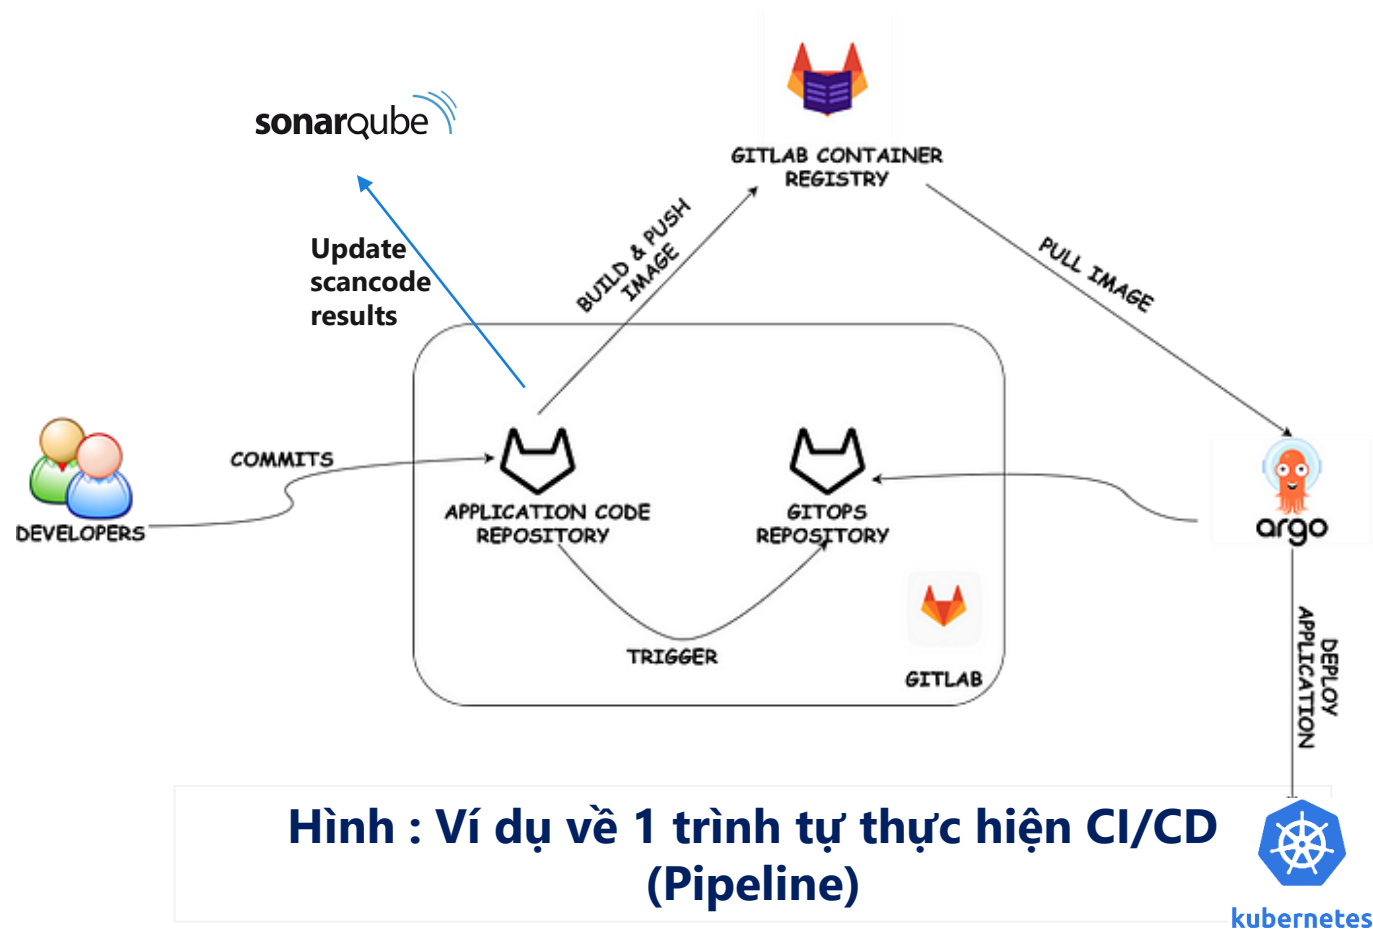 sonarqube
GITLAB CONTAINER
REGISTRY
Update
scancode
results
BUILD & PUSH
IMAGE
PULL IMAGE
COMMITS
DEVELOPERS
APPLICATION CODE
REPOSITORY
GITOPS
REPOSITORY
argo
TRIGGER
GITLAB
DEPLOY
APPLICATION
Hình : Ví dụ về 1 trình tự thực hiện CI/CD
(Pipeline)
kubernetes